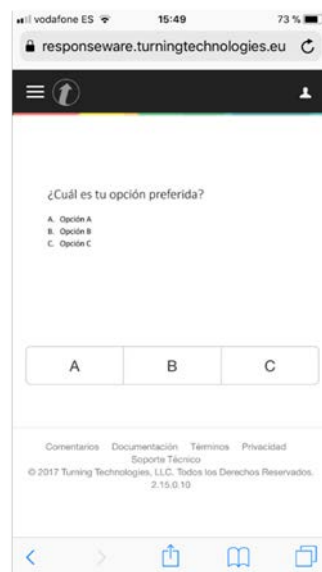 vodafone ES 15:49 73 %
responseware.turningtechnologies.eu
¿Cuál es tu opción preferida?
A. Opción A
B. Opción B
C. Opción C
A B C
Comentarios Documentación Términos Privacidad
Soporte Técnico
© 2017 Turning Technologies, LLC. Todos los Derechos Reservados.
2.15.0.10